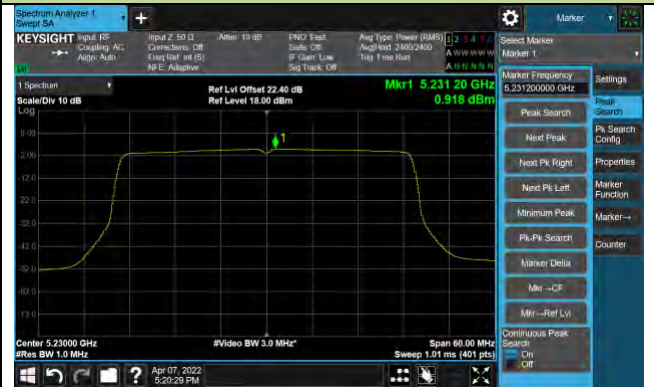 Spectrum Analyzer 1
Swept SA
Marker
KEYSIGHT
Input: RF
Coupling: AC
Align: Auto
Input Z: 50 Ω
Corrections: Off
Freq Ref: Int (S)
NFE: Adaptive
Atten: 10 dB
PNO: Fast
Gate: Off
IF Gain: Low
Sig Track: Off
Avg Type: Power (RMS)
Avg|Hold: 2400/2400
Trig: Free Run
1 2 3 4 5 6
A W W W W W
A N N N N N
Select Marker
Marker 1
1 Spectrum
Scale/Div 10 dB
Log
Ref Lvl Offset 22.40 dB
Ref Level 18.00 dBm
Mkr1 5.231 20 GHz
0.918 dBm
1
8.00
-2.00
-12.0
-22.0
-32.0
-42.0
-52.0
-62.0
-72.0
Center 5.23000 GHz
#Res BW 1.0 MHz
#Video BW 3.0 MHz*
Span 60.00 MHz
Sweep 1.01 ms (401 pts)
Marker Frequency
5.231200000 GHz
Peak Search
Next Peak
Next Pk Right
Next Pk Left
Minimum Peak
Pk-Pk Search
Marker Delta
Mkr→CF
Mkr→Ref Lvl
Continuous Peak
Search
On
Off
Settings
Peak
Search
Pk Search
Config
Properties
Marker
Function
Marker→
Counter
?
Apr 07, 2022
5:20:29 PM